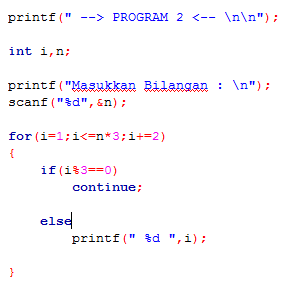 printf(" --> PROGRAM 2 <-- \n\n");
int i,n;
printf("Masukkan Bilangan : \n");
scanf("%d",&n);
for(i=1;i<=n*3;i+=2)
{
if(i%3==0)
continue;
else
printf(" %d ",i);
}